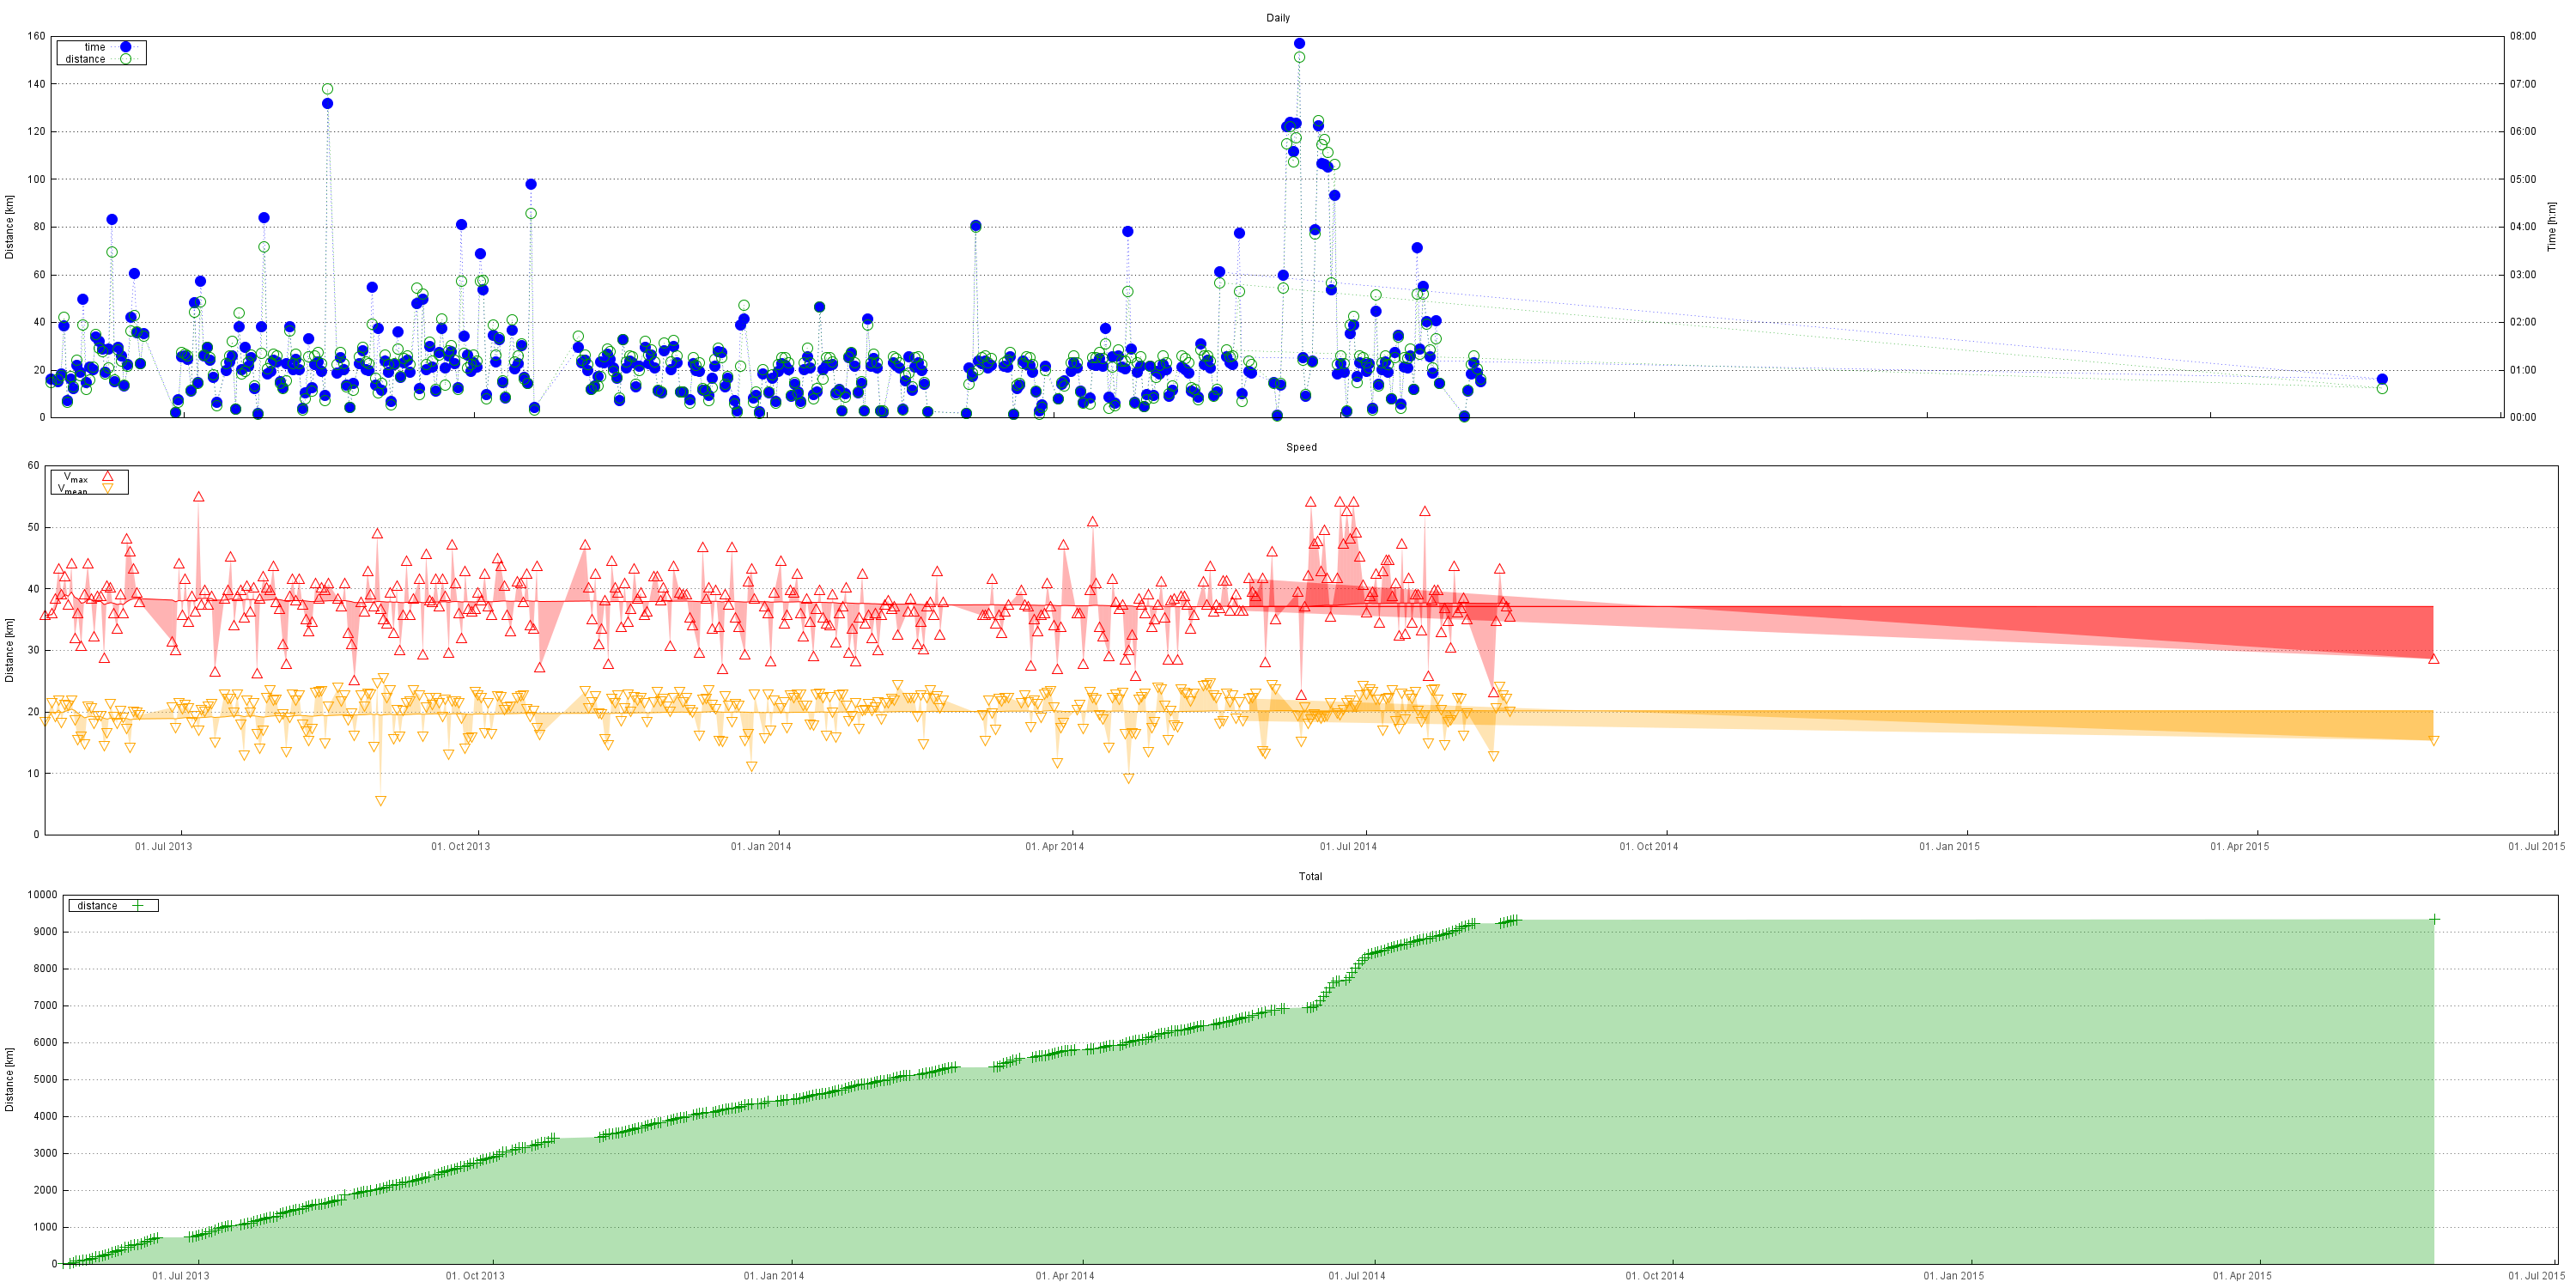 Daily
160
140
120
100
80
60
40
20
0
Distance [km]
time
distance
08:00
07:00
06:00
05:00
04:00
03:00
02:00
01:00
00:00
Time [h:m]
Speed
60
50
40
30
20
10
0
Distance [km]
Vmax
Vmean
01. Jul 2013
01. Oct 2013
01. Jan 2014
01. Apr 2014
01. Jul 2014
01. Oct 2014
01. Jan 2015
01. Apr 2015
01. Jul 2015
Total
10000
9000
8000
7000
6000
5000
4000
3000
2000
1000
0
Distance [km]
distance
01. Jul 2013
01. Oct 2013
01. Jan 2014
01. Apr 2014
01. Jul 2014
01. Oct 2014
01. Jan 2015
01. Apr 2015
01. Jul 2015